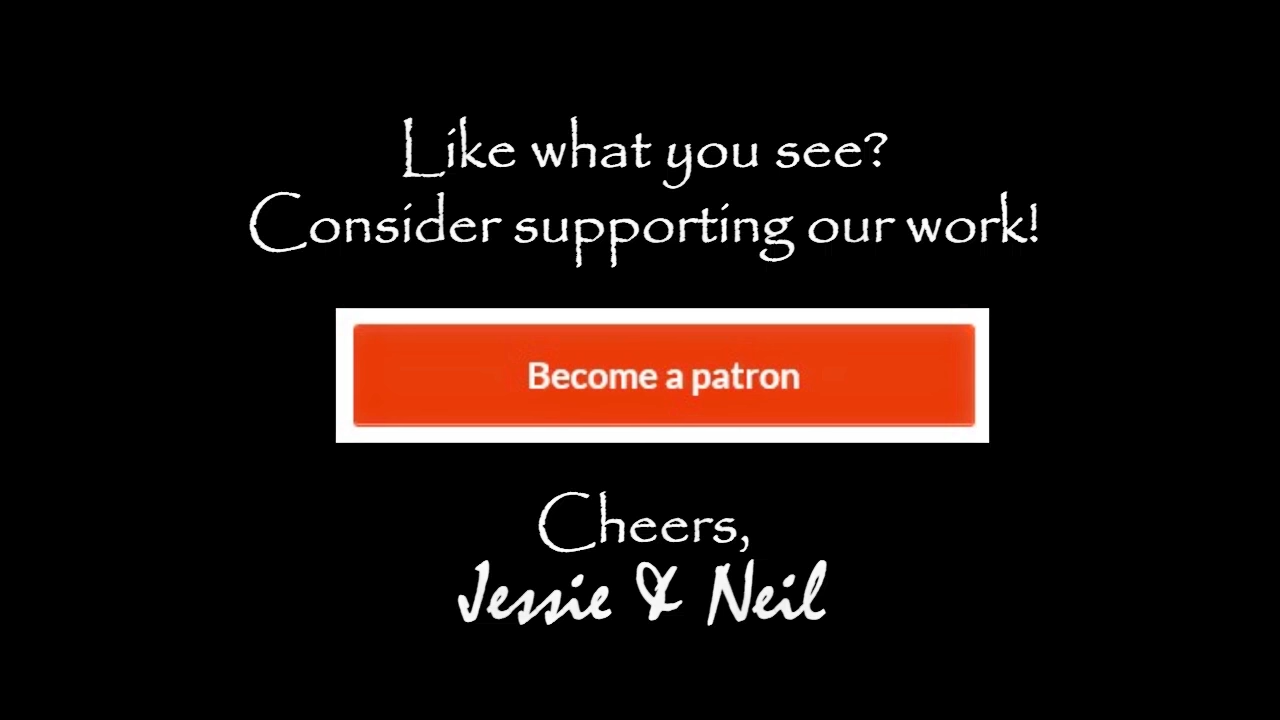 Like what you see?
Consider supporting our work!
Become a patron
Cheers,
Jessie & Neil